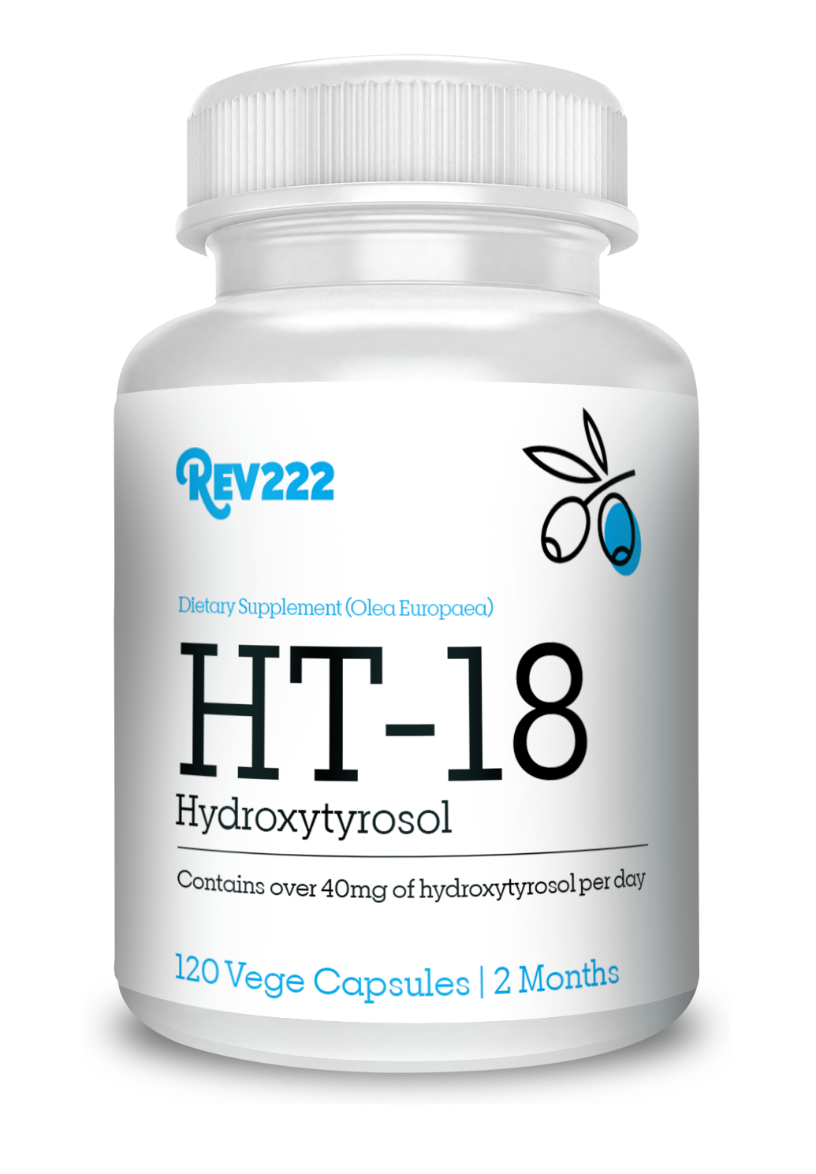 REV222
Dietary Supplement (Olea Europaea)
HT-18
Hydroxytyrosol
Contains over 40mg of hydroxytyrosol per day
120 Vege Capsules | 2 Months